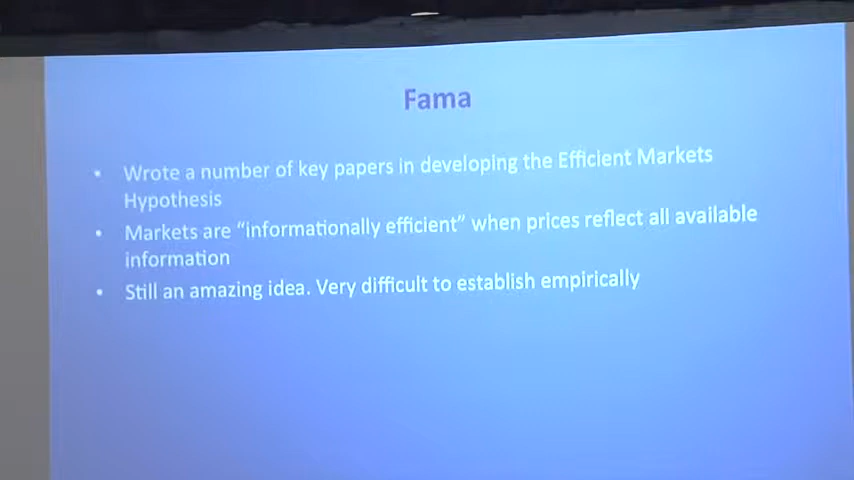 Fama
• Wrote a number of key papers in developing the Efficient Markets
Hypothesis
• Markets are “informationally efficient” when prices reflect all available
information
• Still an amazing idea. Very difficult to establish empirically